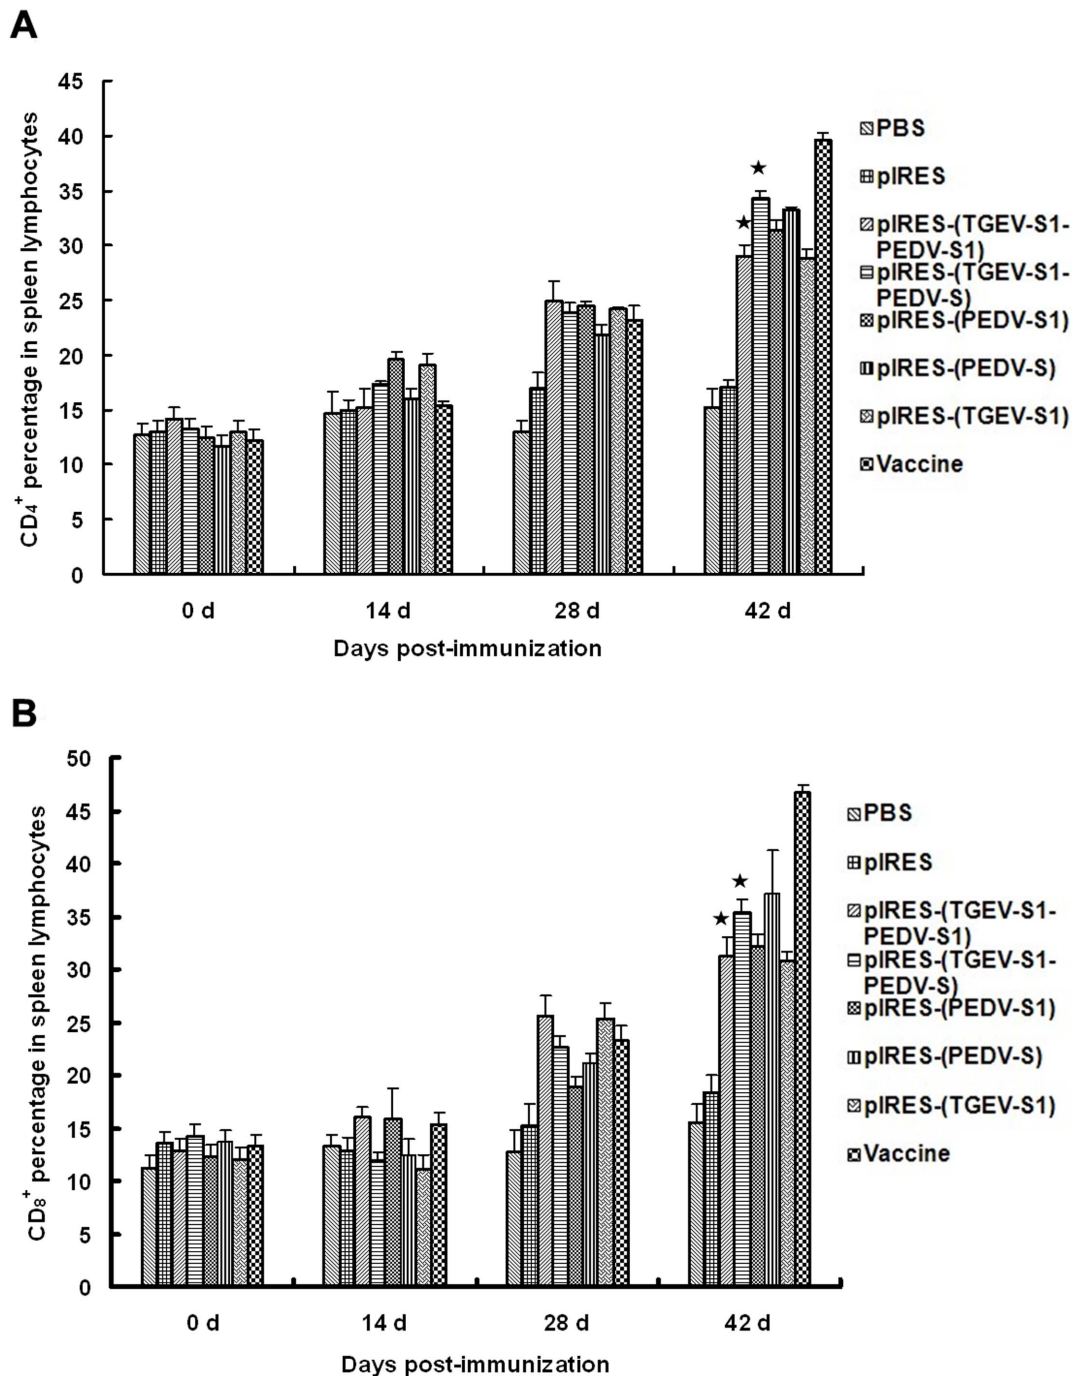 A
45
40
35
30
25
20
15
10
5
0
CD4+ percentage in spleen lymphocytes
0 d 14 d 28 d 42 d
Days post-immunization
PBS
pIRES
pIRES-(TGEV-S1-
PEDV-S1)
pIRES-(TGEV-S1-
PEDV-S)
pIRES-(PEDV-S1)
pIRES-(PEDV-S)
pIRES-(TGEV-S1)
Vaccine
B
50
45
40
35
30
25
20
15
10
5
0
CD8+ percentage in spleen lymphocytes
0 d 14 d 28 d 42 d
Days post-immunization
PBS
pIRES
pIRES-(TGEV-S1-
PEDV-S1)
pIRES-(TGEV-S1-
PEDV-S)
pIRES-(PEDV-S1)
pIRES-(PEDV-S)
pIRES-(TGEV-S1)
Vaccine